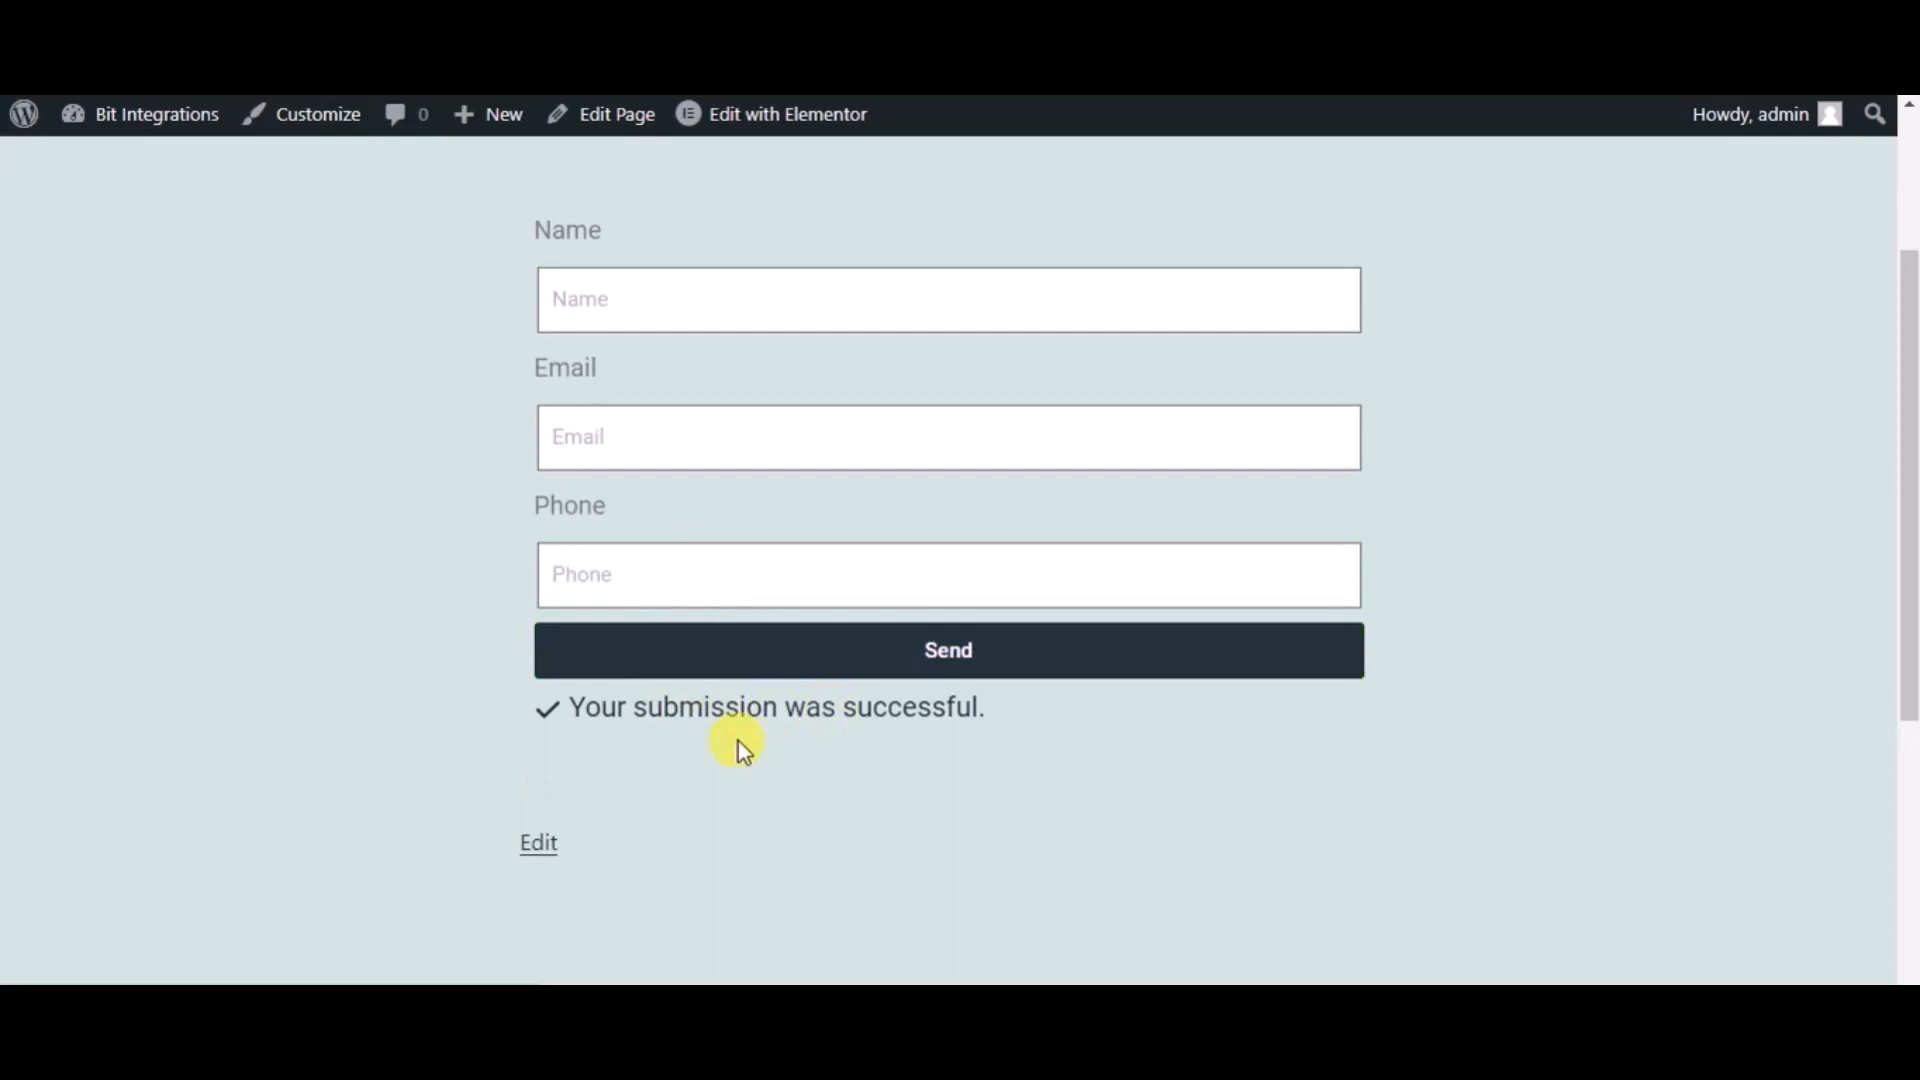 Bit Integrations Customize 0 New Edit Page Edit with Elementor Howdy, admin
Name
Name
Email
Email
Phone
Phone
Send
Your submission was successful.
Edit